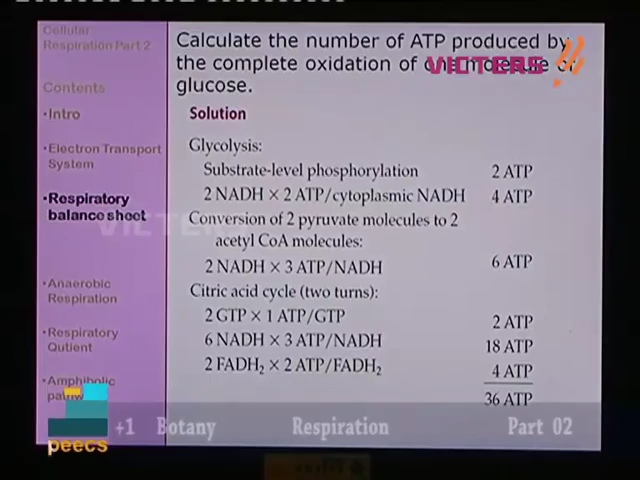 Cellular
Respiration Part 2
Contents
•Intro
•Electron Transport
System
•Respiratory
balance sheet
•Anaerobic
Respiration
•Respiratory
Qutient
•Amphibolic
Calculate the number of ATP produced by
the complete oxidation of one molecule of
glucose.
VICTERS
Solution
Glycolysis:
Substrate-level phosphorylation 2 ATP
2 NADH × 2 ATP/cytoplasmic NADH 4 ATP
Conversion of 2 pyruvate molecules to 2
acetyl CoA molecules:
2 NADH × 3 ATP/NADH 6 ATP
Citric acid cycle (two turns):
2 GTP × 1 ATP/GTP 2 ATP
6 NADH × 3 ATP/NADH 18 ATP
2 FADH₂ × 2 ATP/FADH₂ 4 ATP
36 ATP
VICTERS
peecs
+1 Botany Respiration Part 02